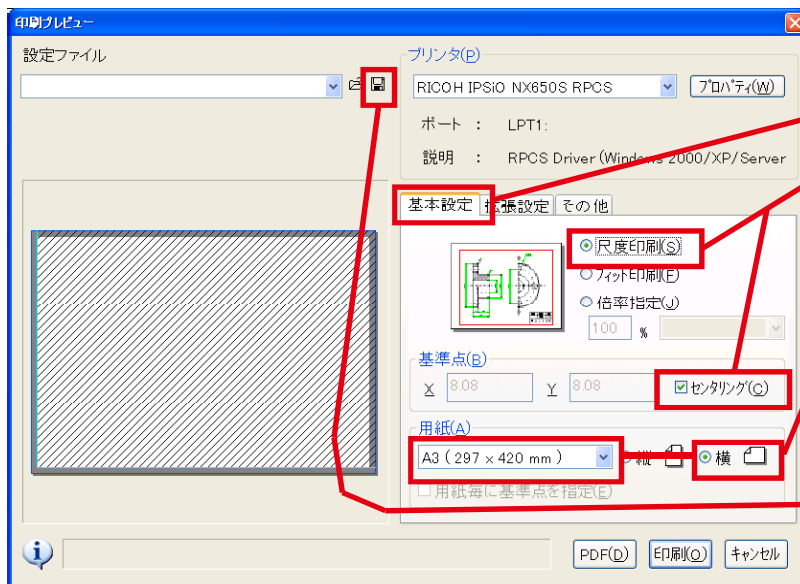 印刷プレビュー
設定ファイル
プリンタ(P)
RICOH IPSiO NX650S RPCS
プロパティ(W)
ポート : LPT1:
説明 : RPCS Driver (Windows 2000/XP/Server
基本設定
拡張設定
その他
尺度印刷(S)
フィット印刷(F)
倍率指定(J)
100 %
基準点(B)
X 8.08
Y 8.08
センタリング(C)
用紙(A)
A3 ( 297 × 420 mm )
縦
横
用紙毎に基準点を指定(E)
PDF(D)
印刷(O)
キャンセル